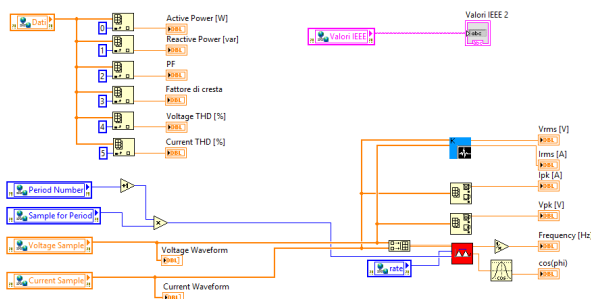 Dati
Active Power [W]
DBL
0
Reactive Power [var]
DBL
1
PF
DBL
2
Fattore di cresta
DBL
3
Voltage THD [%]
DBL
4
Current THD [%]
DBL
5
Valori IEEE
Valori IEEE 2
abc
Vrms [V]
DBL
Irms [A]
DBL
Ipk [A]
DBL
Vpk [V]
DBL
Frequency [Hz]
DBL
cos(phi)
DBL
Period Number
+1
Sample for Period
x
Voltage Sample
Voltage Waveform
DBL
Current Sample
Current Waveform
DBL
rate
K
COS